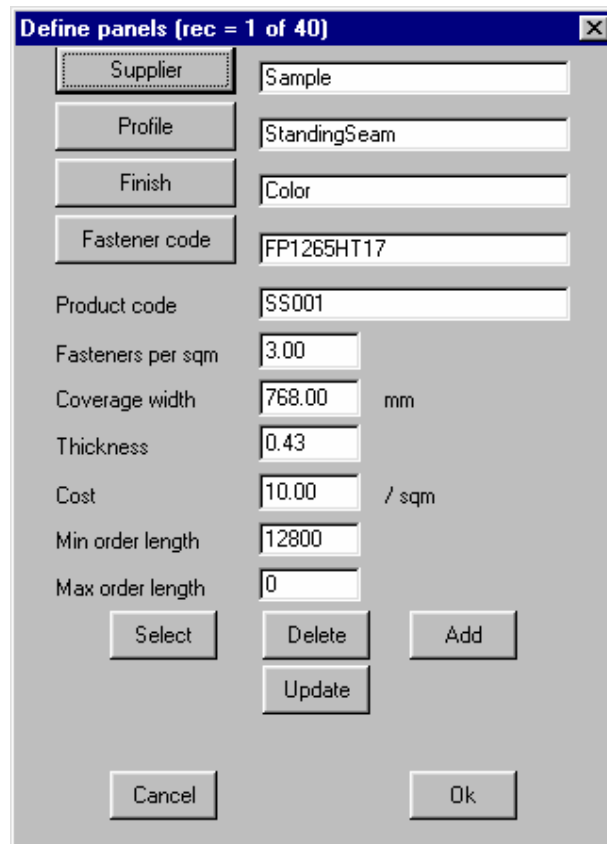 Define panels (rec = 1 of 40)
Supplier Sample
Profile StandingSeam
Finish Color
Fastener code FP1265HT17
Product code SS001
Fasteners per sqm 3.00
Coverage width 768.00 mm
Thickness 0.43
Cost 10.00 / sqm
Min order length 12800
Max order length 0
Select Delete Add
Update
Cancel Ok